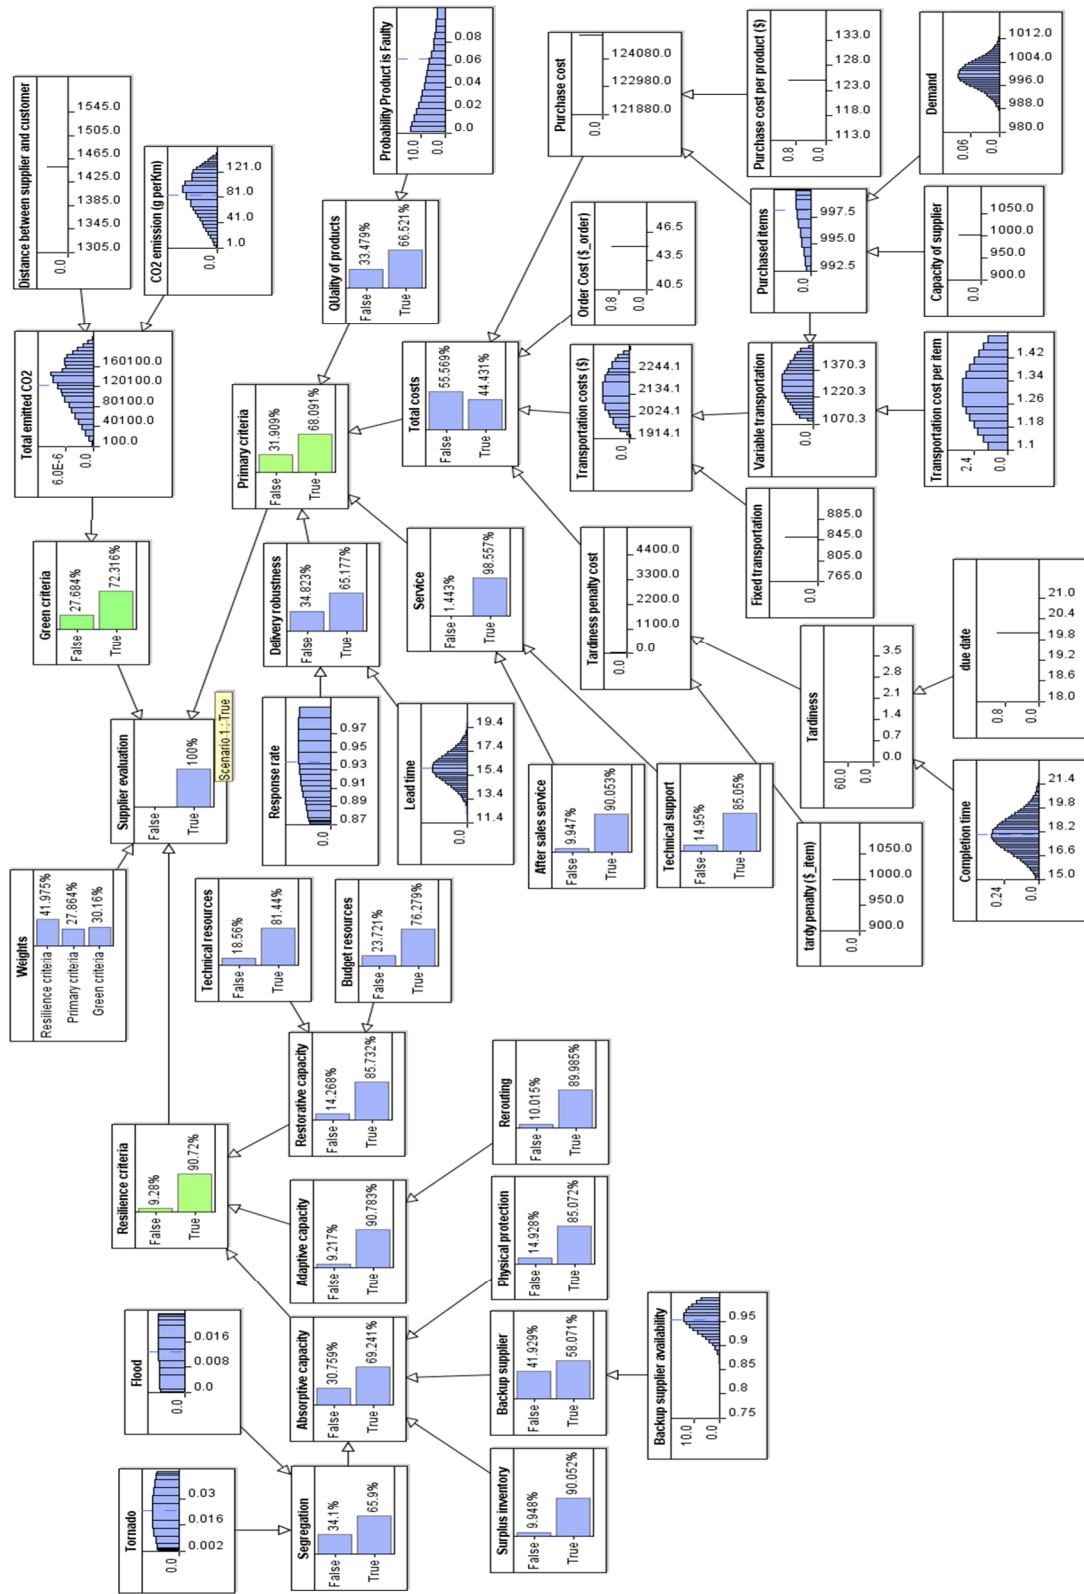 Weights
Resilience criteria 41.975%
Primary criteria 27.864%
Green criteria 30.16%
Supplier evaluation
False
True 100%
Scenario 1 : True
Green criteria
False 27.684%
True 72.316%
Total emitted CO2
6.0E-6
0.0
100.0 40100.0 80100.0 120100.0 160100.0
Distance between supplier and customer
0.0
1305.0 1345.0 1385.0 1425.0 1465.0 1505.0 1545.0
CO2 emission (g perKm)
0.0
1.0 41.0 81.0 121.0
Resilience criteria
False 9.28%
True 90.72%
Primary criteria
False 31.909%
True 68.091%
Technical resources
False 18.56%
True 81.44%
Budget resources
False 23.721%
True 76.279%
Restorative capacity
False 14.268%
True 85.732%
Adaptive capacity
False 9.217%
True 90.783%
Absorptive capacity
False 30.759%
True 69.241%
Flood
0.0
0.0 0.008 0.016
Tornado
0.0
0.002 0.016 0.03
Segregation
False 34.1%
True 65.9%
Surplus inventory
False 9.948%
True 90.052%
Backup supplier
False 41.929%
True 58.071%
Physical protection
False 14.928%
True 85.072%
Rerouting
False 10.015%
True 89.985%
Backup supplier availability
10.0
0.0
0.75 0.8 0.85 0.9 0.95
Response rate
0.0
0.87 0.89 0.91 0.93 0.95 0.97
Lead time
0.0
11.4 13.4 15.4 17.4 19.4
Delivery robustness
False 34.823%
True 65.177%
Service
False 1.443%
True 98.557%
After sales service
False 9.947%
True 90.053%
Technical support
False 14.95%
True 85.05%
QUality of products
False 33.479%
True 66.521%
Probability Product is Faulty
10.0
0.0
0.0 0.02 0.04 0.06 0.08
Total costs
False 55.569%
True 44.431%
Purchase cost
0.0
121880.0 122980.0 124080.0
Order Cost ($_order)
0.8
0.0
40.5 43.5 46.5
Transportation costs ($)
0.0
1914.1 2024.1 2134.1 2244.1
Tardiness penalty cost
0.0
0.0 1100.0 2200.0 3300.0 4400.0
Purchase cost per product ($)
0.8
0.0
113.0 118.0 123.0 128.0 133.0
Purchased items
0.0
992.5 995.0 997.5
Demand
0.06
0.0
980.0 988.0 996.0 1004.0 1012.0
Capacity of supplier
0.0
900.0 950.0 1000.0 1050.0
Variable transportation
0.0
1070.3 1220.3 1370.3
Transportation cost per item
2.4
0.0
1.1 1.18 1.26 1.34 1.42
Fixed transportation
0.0
765.0 805.0 845.0 885.0
Tardiness
60.0
0.0
0.0 0.7 1.4 2.1 2.8 3.5
tardy penalty ($_item)
0.0
900.0 950.0 1000.0 1050.0
Completion time
0.24
0.0
15.0 16.6 18.2 19.8 21.4
due date
0.8
0.0
18.0 18.6 19.2 19.8 20.4 21.0